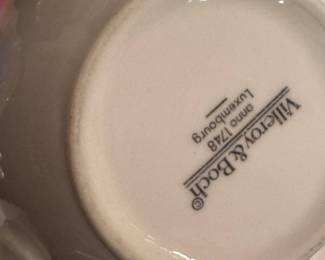 Villeroy & Boch©
anno 1748
Luxembourg